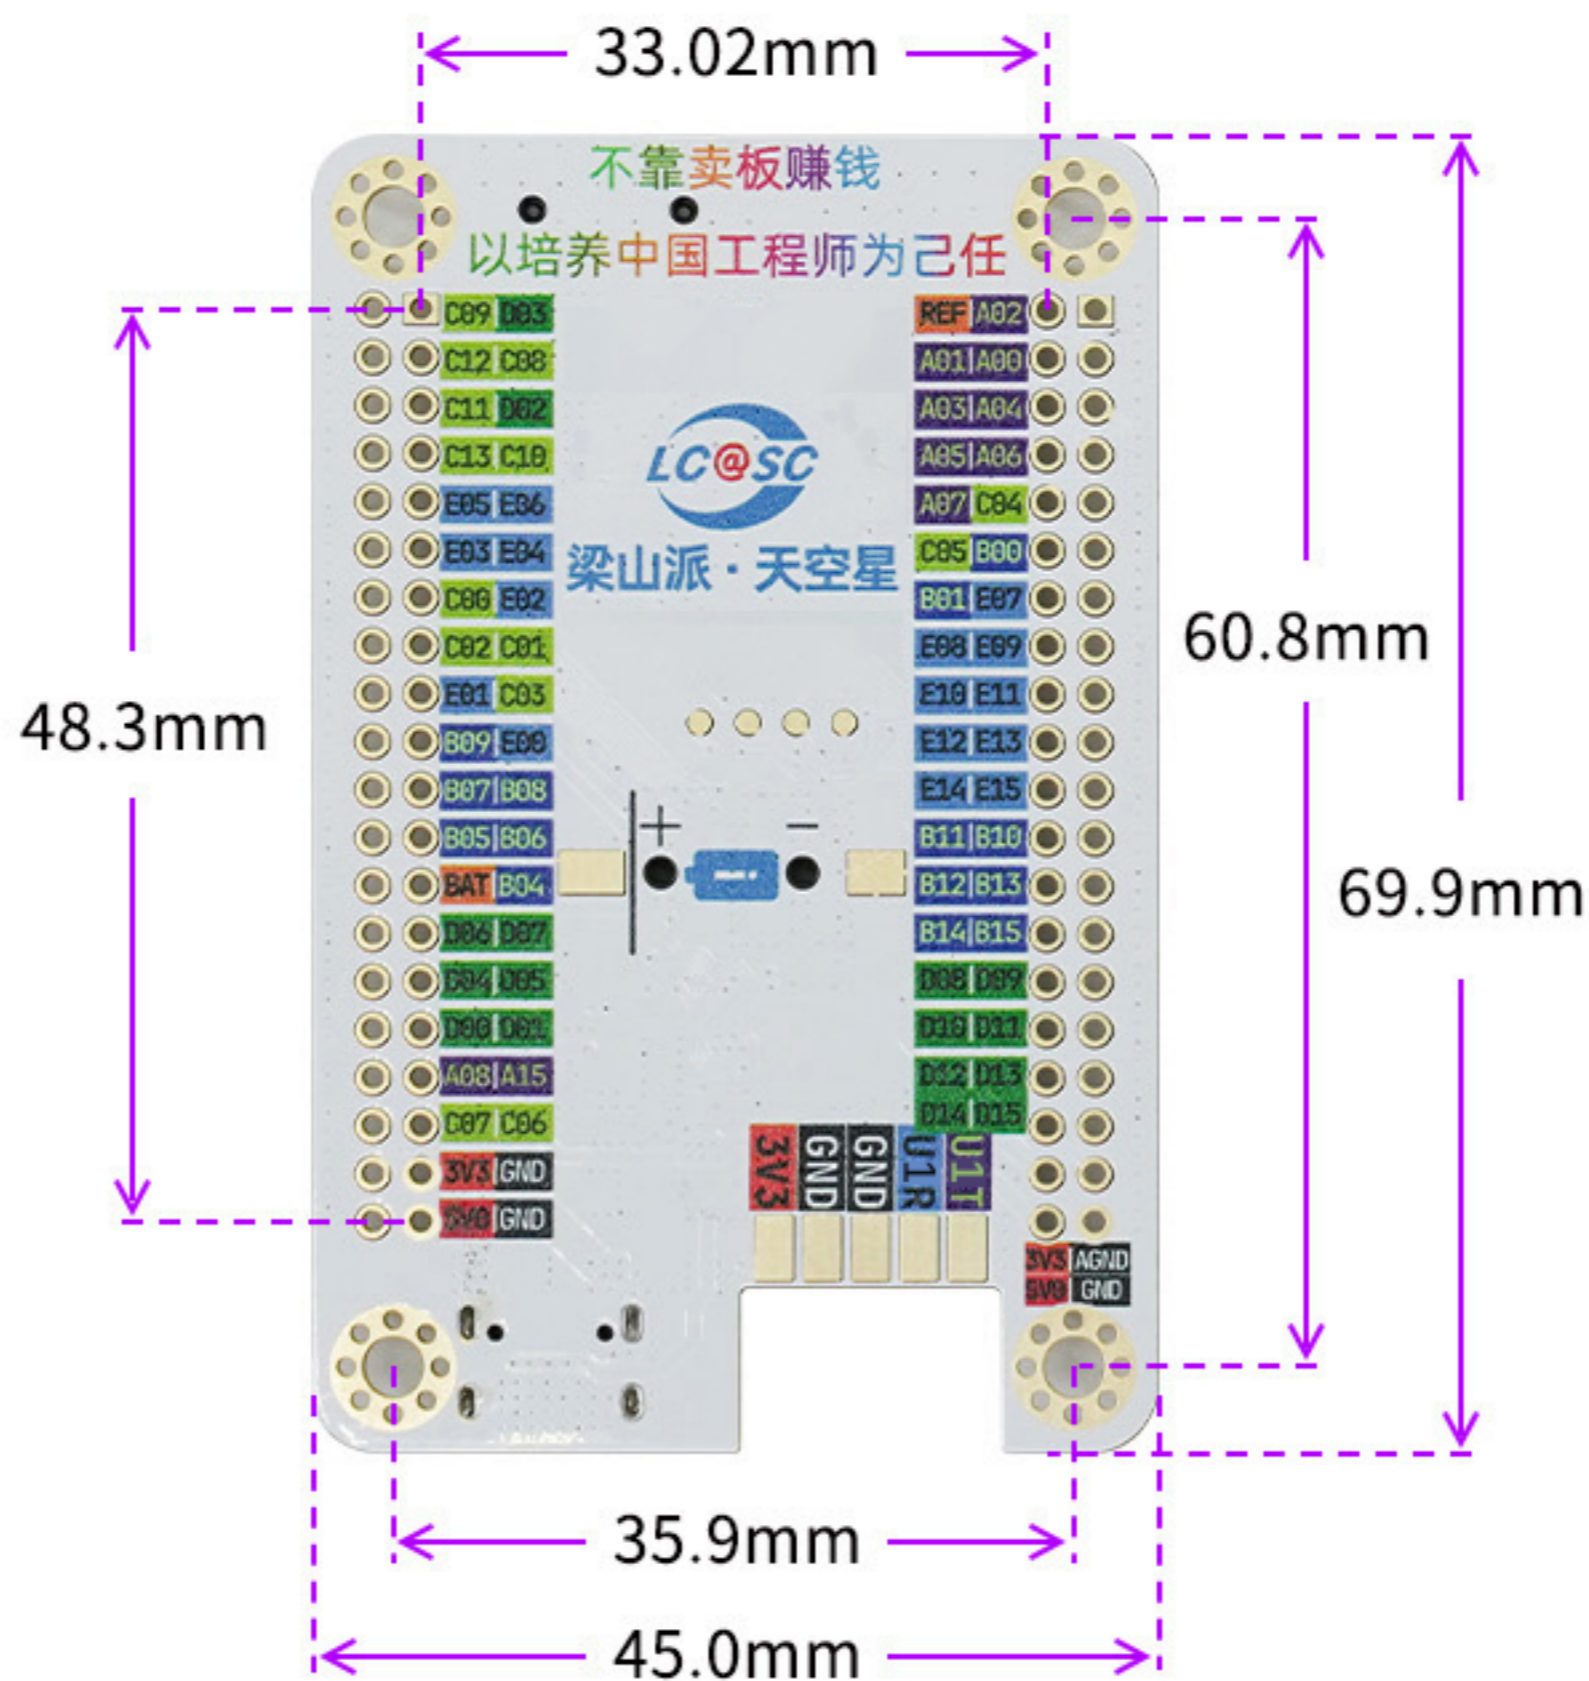 33.02mm
不靠卖板赚钱
以培养中国工程师为己任
C09 D03
C12 C08
C11 D02
C13 C10
E05 E06
E03 E04
C00 E02
C02 C01
E01 C03
B09 E00
B07 B08
B05 B06
BAT B04
D06 D07
D04 D05
D00 D01
A08 A15
C07 C06
3V3 GND
5V0 GND
LC@SC
梁山派·天空星
+ −
REF A02
A01 A00
A03 A04
A05 A06
A07 C04
C05 B00
B01 E07
E08 E09
E10 E11
E12 E13
E14 E15
B11 B10
B12 B13
B14 B15
D08 D09
D10 D11
D12 D13
D14 D15
3V3
GND
GND
U1R
U1T
3V3 AGND
5V0 GND
48.3mm
60.8mm
69.9mm
35.9mm
45.0mm